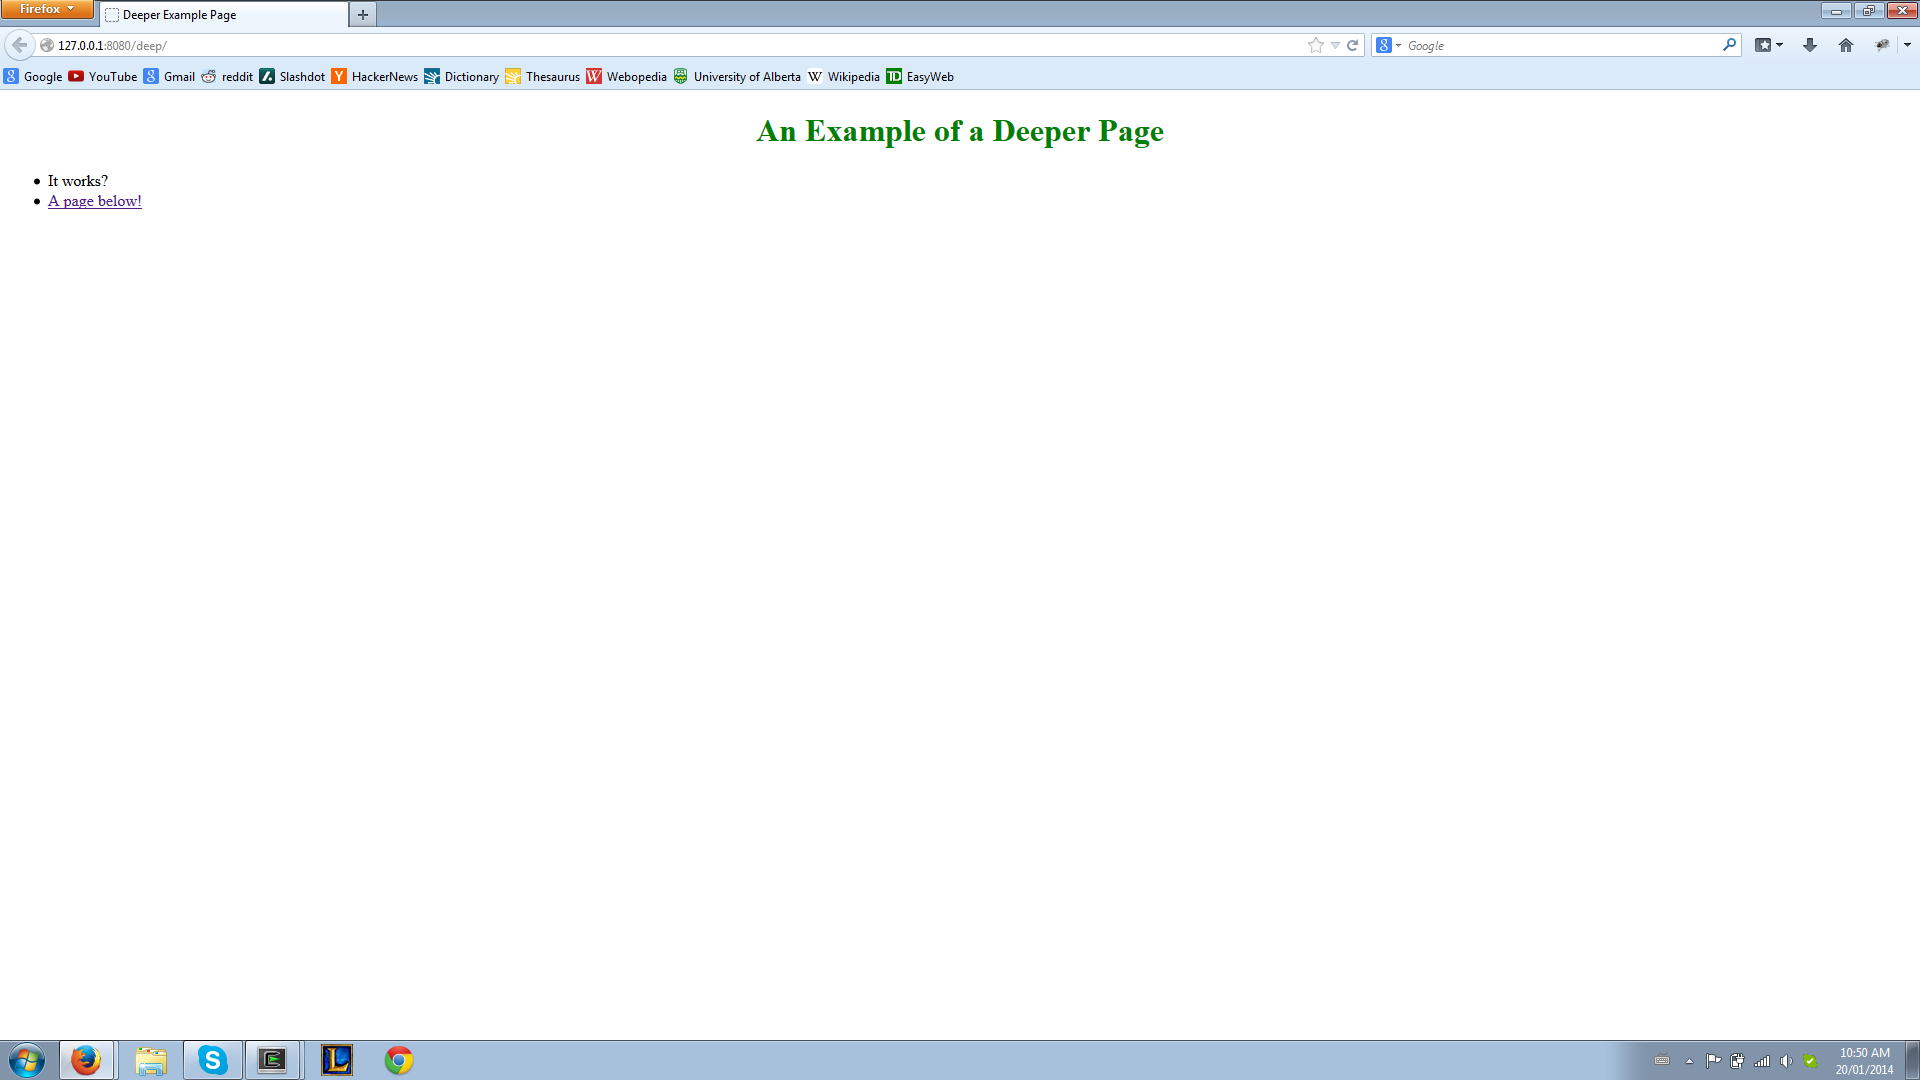 Firefox
Deeper Example Page
127.0.0.1:8080/deep/
Google
Google YouTube Gmail reddit Slashdot HackerNews Dictionary Thesaurus Webopedia University of Alberta Wikipedia EasyWeb
An Example of a Deeper Page
It works?
A page below!
10:50 AM
20/01/2014